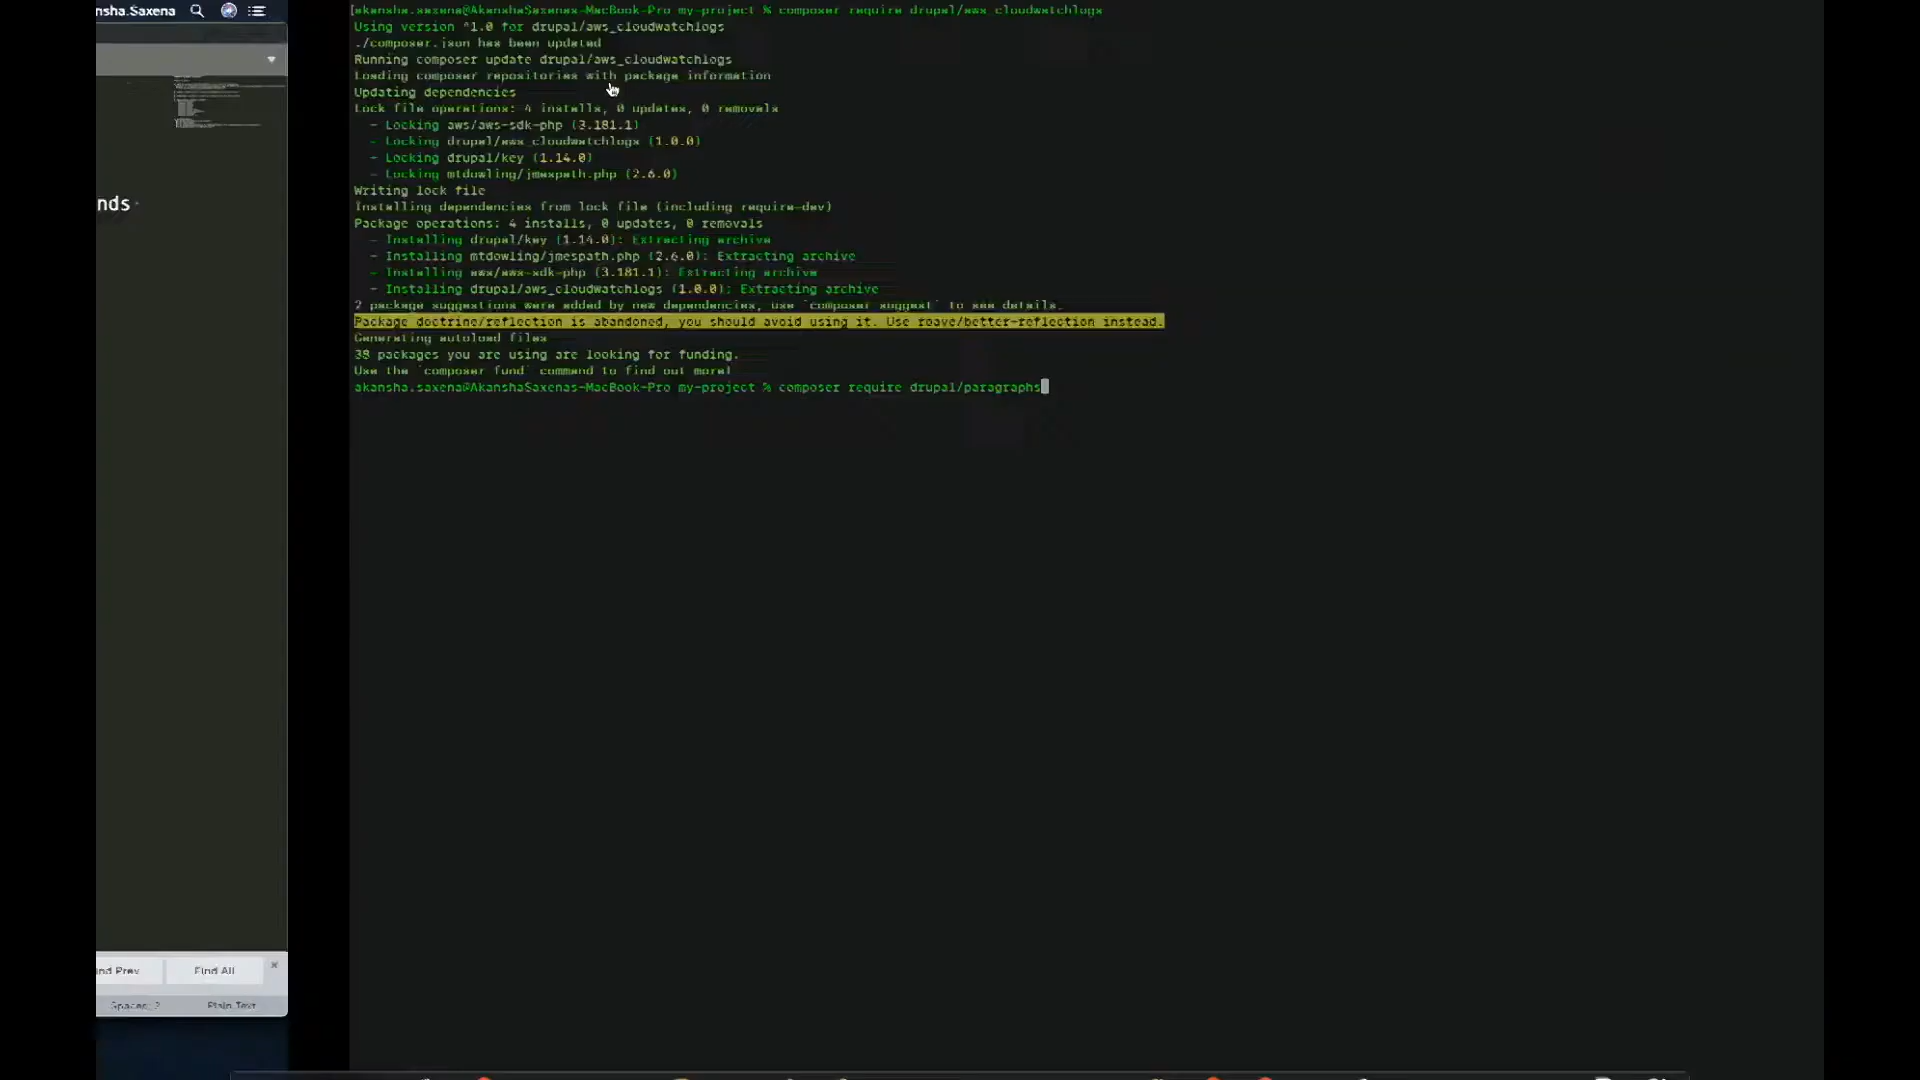 nsha.Saxena
nds
ind Prev
Find All
Spaces: 2
Plain Text
[akansha.saxena@AkanshaSaxenas-MacBook-Pro my-project % composer require drupal/aws_cloudwatchlogs
Using version ^1.0 for drupal/aws_cloudwatchlogs
./composer.json has been updated
Running composer update drupal/aws_cloudwatchlogs
Loading composer repositories with package information
Updating dependencies
Lock file operations: 4 installs, 0 updates, 0 removals
- Locking aws/aws-sdk-php (3.181.1)
- Locking drupal/aws_cloudwatchlogs (1.0.0)
- Locking drupal/key (1.14.0)
- Locking mtdowling/jmespath.php (2.6.0)
Writing lock file
Installing dependencies from lock file (including require-dev)
Package operations: 4 installs, 0 updates, 0 removals
- Installing drupal/key (1.14.0): Extracting archive
- Installing mtdowling/jmespath.php (2.6.0): Extracting archive
- Installing aws/aws-sdk-php (3.181.1): Extracting archive
- Installing drupal/aws_cloudwatchlogs (1.0.0): Extracting archive
2 package suggestions were added by new dependencies, use `composer suggest` to see details.
Package doctrine/reflection is abandoned, you should avoid using it. Use roave/better-reflection instead.
Generating autoload files
38 packages you are using are looking for funding.
Use the `composer fund` command to find out more!
akansha.saxena@AkanshaSaxenas-MacBook-Pro my-project % composer require drupal/paragraphs